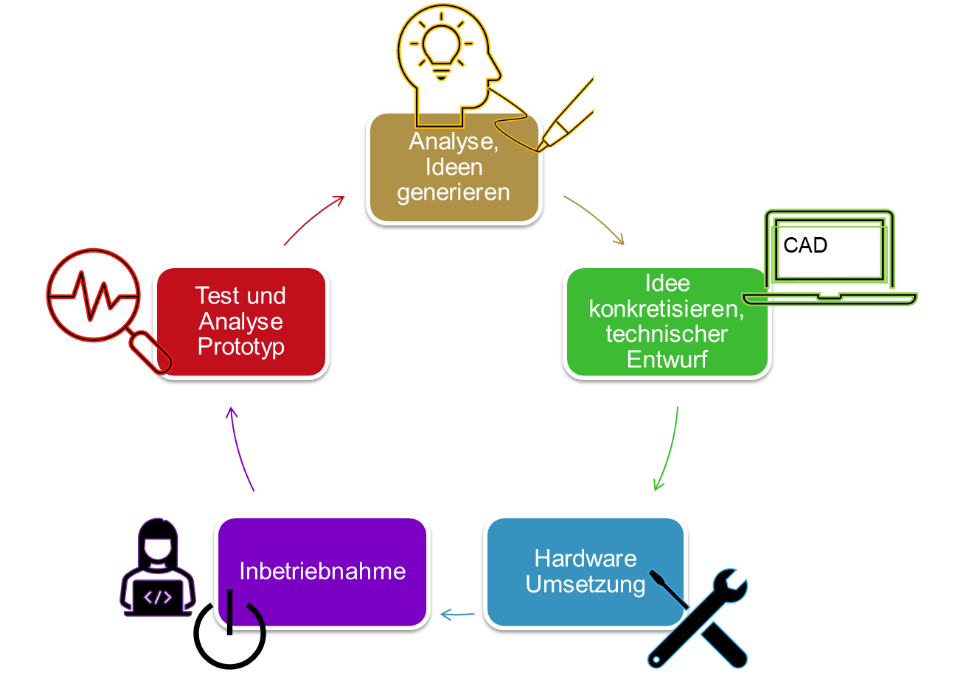 Analyse,
Ideen
generieren
CAD
Idee
konkretisieren,
technischer
Entwurf
Hardware
Umsetzung
</>
Inbetriebnahme
Test und
Analyse
Prototyp